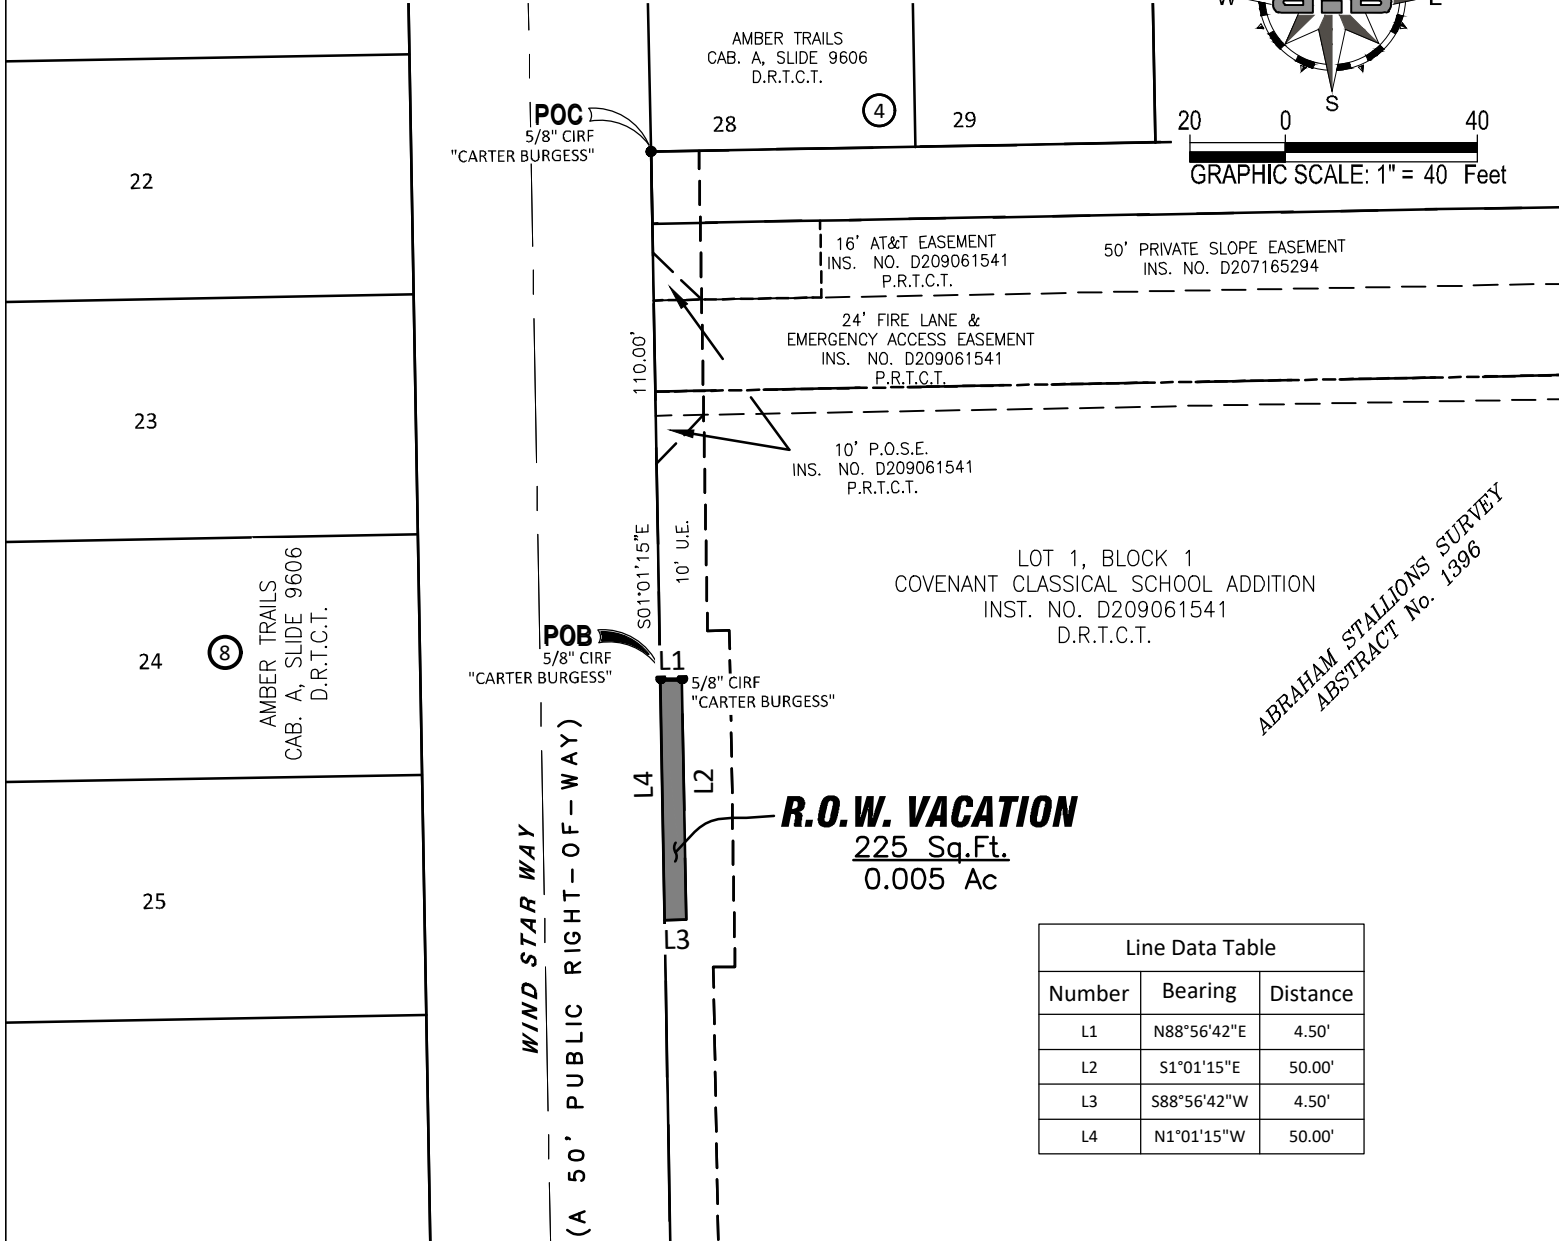 AMBER TRAILS
CAB. A, SLIDE 9606
D.R.T.C.T.
4
28
29
E
S
20 0 40
GRAPHIC SCALE: 1" = 40 Feet
POC
5/8" CIRF
"CARTER BURGESS"
22
16' AT&T EASEMENT
INS. NO. D209061541
P.R.T.C.T.
50' PRIVATE SLOPE EASEMENT
INS. NO. D207165294
24' FIRE LANE &
EMERGENCY ACCESS EASEMENT
INS. NO. D209061541
P.R.T.C.T.
110.00'
23
10' P.O.S.E.
INS. NO. D209061541
P.R.T.C.T.
S01°01'15"E
10' U.E.
LOT 1, BLOCK 1
COVENANT CLASSICAL SCHOOL ADDITION
INST. NO. D209061541
D.R.T.C.T.
ABRAHAM STALLIONS SURVEY
ABSTRACT No. 1396
24
8
AMBER TRAILS
CAB. A, SLIDE 9606
D.R.T.C.T.
POB
5/8" CIRF
"CARTER BURGESS"
L1
5/8" CIRF
"CARTER BURGESS"
L4
L2
R.O.W. VACATION
225 Sq.Ft.
0.005 Ac
25
L3
WIND STAR WAY
(A 50' PUBLIC RIGHT-OF-WAY)
Line Data Table
Number Bearing Distance
L1 N88°56'42"E 4.50'
L2 S1°01'15"E 50.00'
L3 S88°56'42"W 4.50'
L4 N1°01'15"W 50.00'